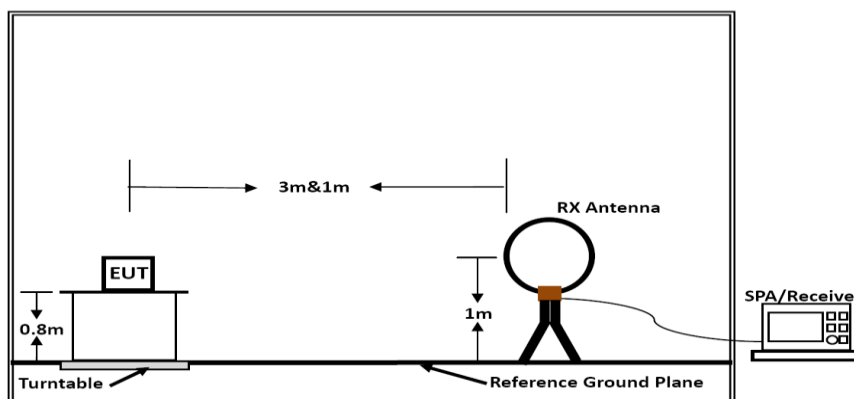 3m&1m
RX Antenna
EUT
SPA/Receive
0.8m
1m
Turntable
Reference Ground Plane